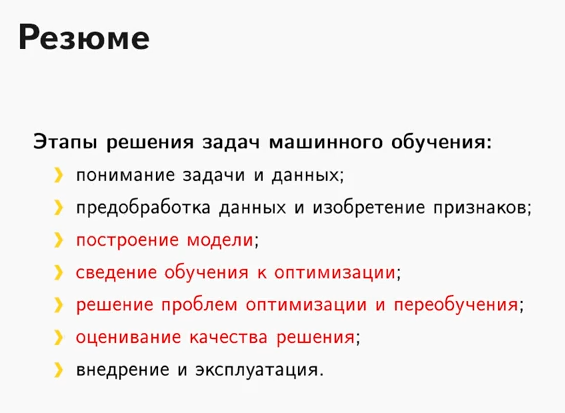 Резюме
Этапы решения задач машинного обучения:
понимание задачи и данных;
предобработка данных и изобретение признаков;
построение модели;
сведение обучения к оптимизации;
решение проблем оптимизации и переобучения;
оценивание качества решения;
внедрение и эксплуатация.